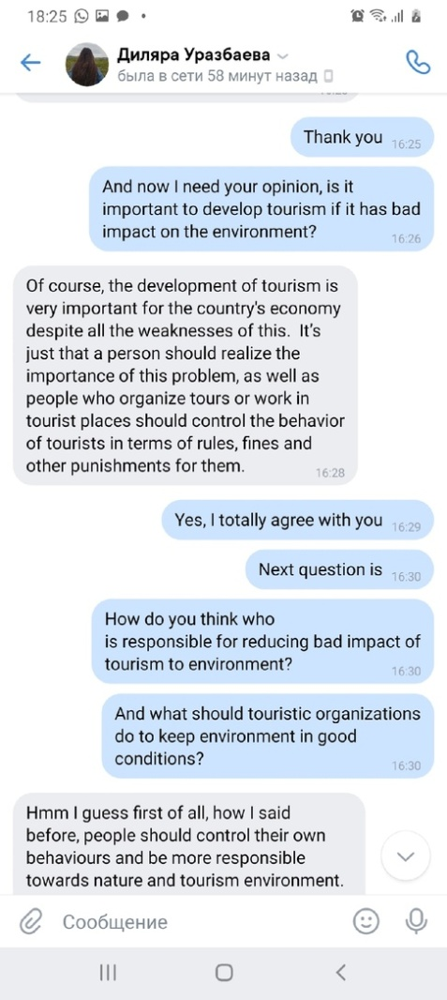 18:25
Диляра Уразбаева
была в сети 58 минут назад
Thank you 16:25
And now I need your opinion, is it
important to develop tourism if it has bad
impact on the environment? 16:26
Of course, the development of tourism is
very important for the country's economy
despite all the weaknesses of this. It's
just that a person should realize the
importance of this problem, as well as
people who organize tours or work in
tourist places should control the behavior
of tourists in terms of rules, fines and
other punishments for them. 16:28
Yes, I totally agree with you 16:29
Next question is 16:30
How do you think who
is responsible for reducing bad impact of
tourism to environment? 16:30
And what should touristic organizations
do to keep environment in good
conditions? 16:30
Hmm I guess first of all, how I said
before, people should control their own
behaviours and be more responsible
towards nature and tourism environment.
Сообщение